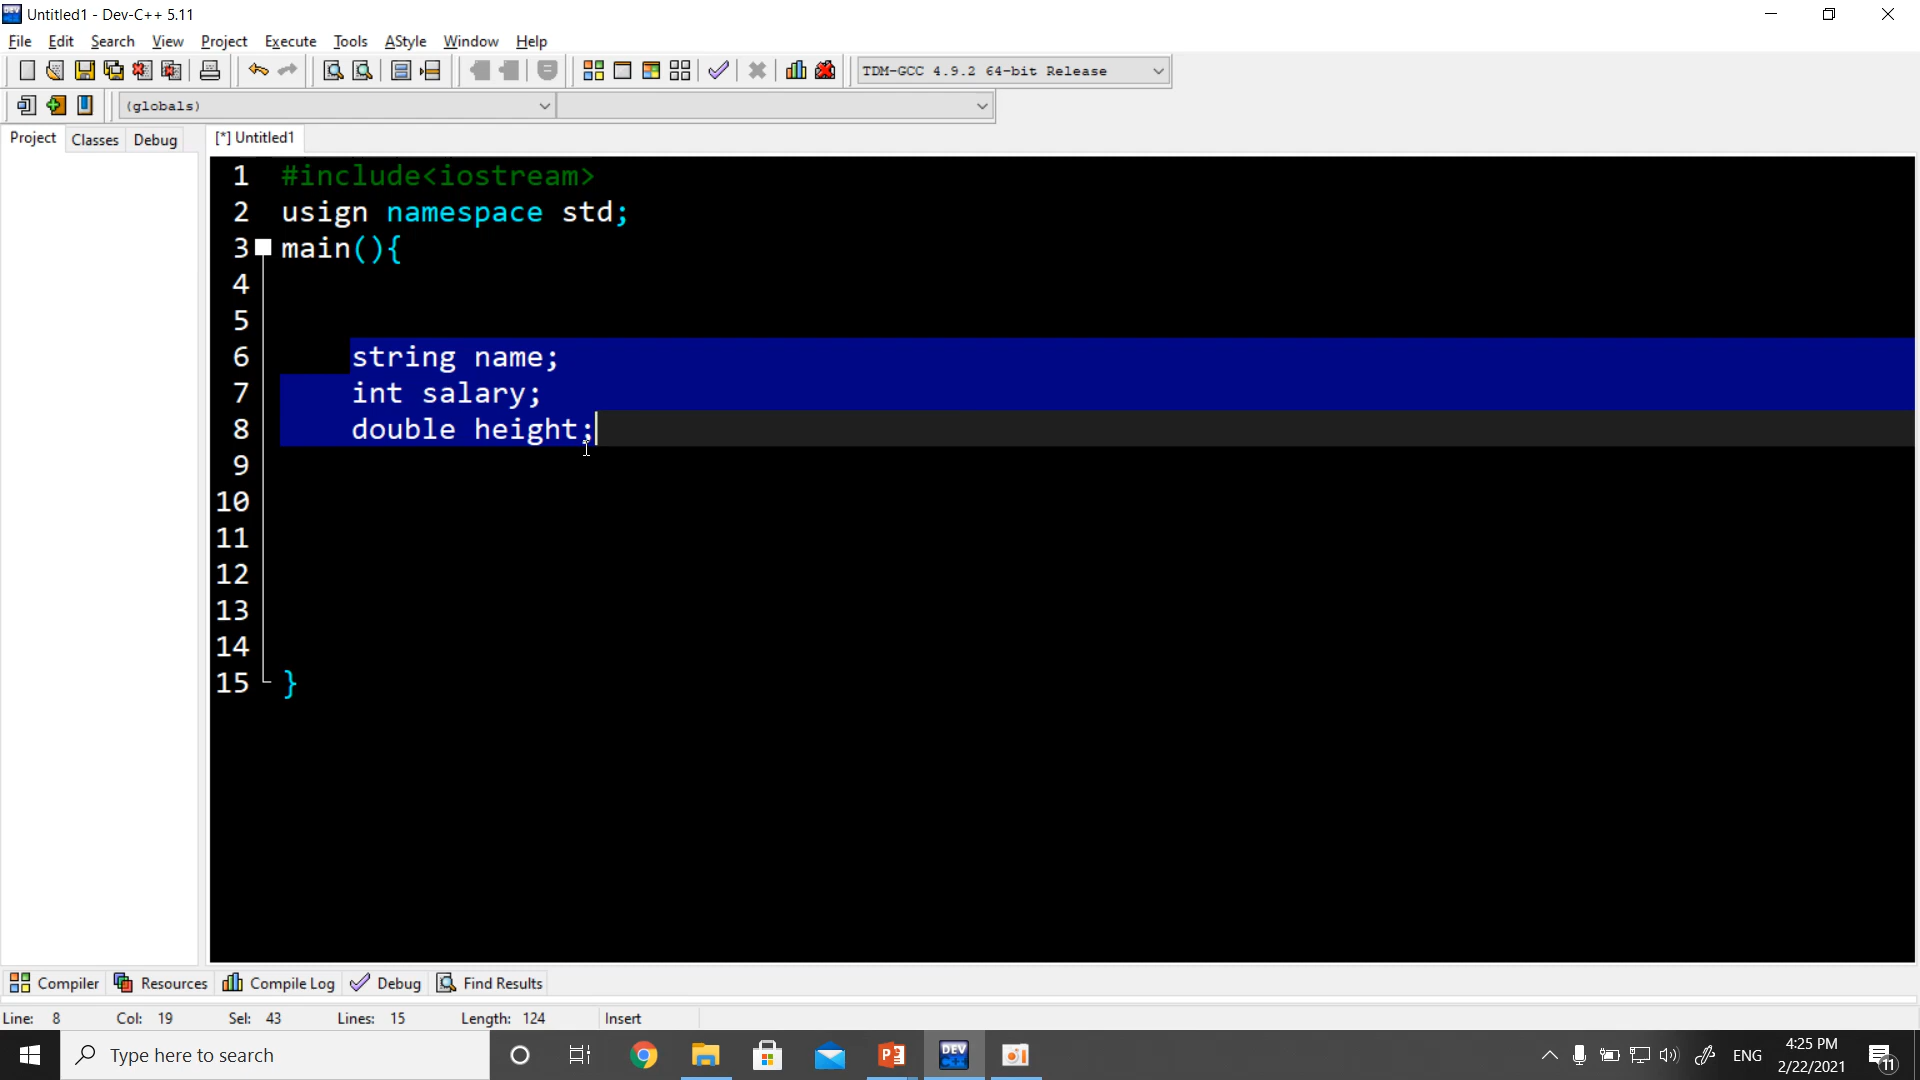 Untitled1 - Dev-C++ 5.11
File Edit Search View Project Execute Tools AStyle Window Help
TDM-GCC 4.9.2 64-bit Release
(globals)
Project Classes Debug [*] Untitled1
1 #include<iostream>
2 usign namespace std;
3 main(){
4
5
6 string name;
7 int salary;
8 double height;
9
10
11
12
13
14
15 }
Compiler Resources Compile Log Debug Find Results
Line: 8 Col: 19 Sel: 43 Lines: 15 Length: 124 Insert
Type here to search
DEV
ENG
4:25 PM
2/22/2021
11